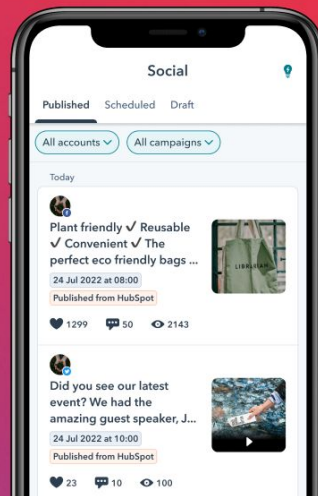 Social
Published Scheduled Draft
All accounts All campaigns
Today
Plant friendly ✓ Reusable
✓ Convenient ✓ The
perfect eco friendly bags ...
24 Jul 2022 at 08:00
Published from HubSpot
1299 50 2143
LIBRARIAN
Did you see our latest
event? We had the
amazing guest speaker, J...
24 Jul 2022 at 10:00
Published from HubSpot
23 10 100